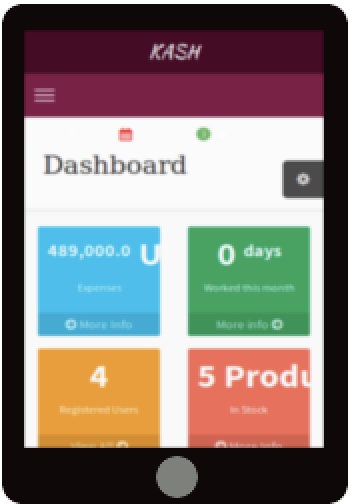 KASH
Dashboard
489,000.0 U
Expenses
More Info
0 days
Worked this month
More info
4
Registered Users
View All
5 Produ
In Stock
More Info